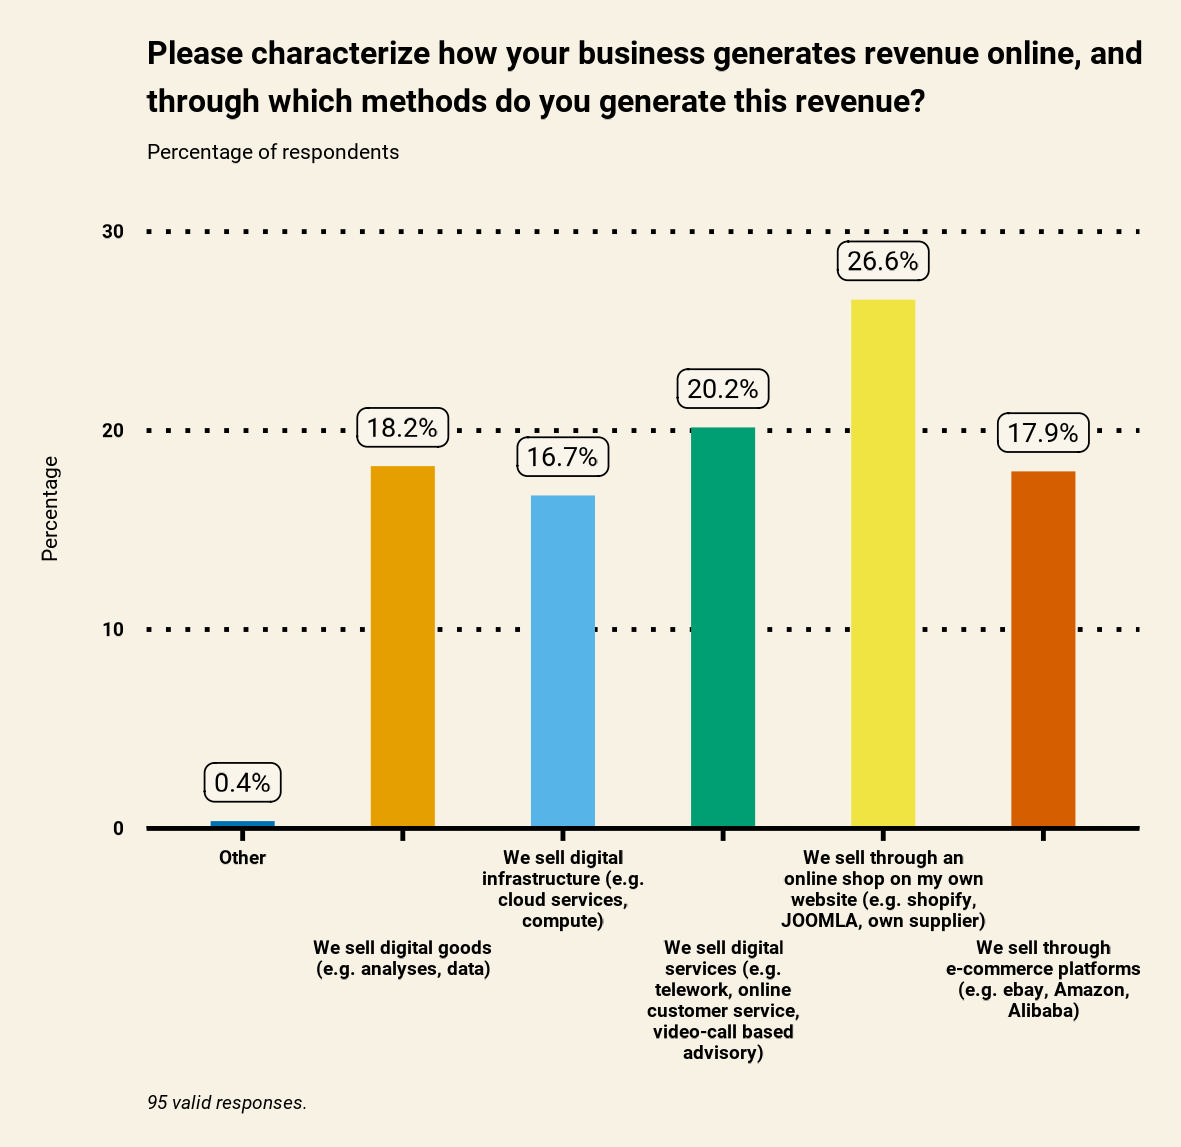 Please characterize how your business generates revenue online, and
through which methods do you generate this revenue?
Percentage of respondents
Percentage
30
20
10
0
0.4%
18.2%
16.7%
20.2%
26.6%
17.9%
Other
We sell digital goods
(e.g. analyses, data)
We sell digital
infrastructure (e.g.
cloud services,
compute)
We sell digital
services (e.g.
telework, online
customer service,
video-call based
advisory)
We sell through an
online shop on my own
website (e.g. shopify,
JOOMLA, own supplier)
We sell through
e-commerce platforms
(e.g. ebay, Amazon,
Alibaba)
95 valid responses.